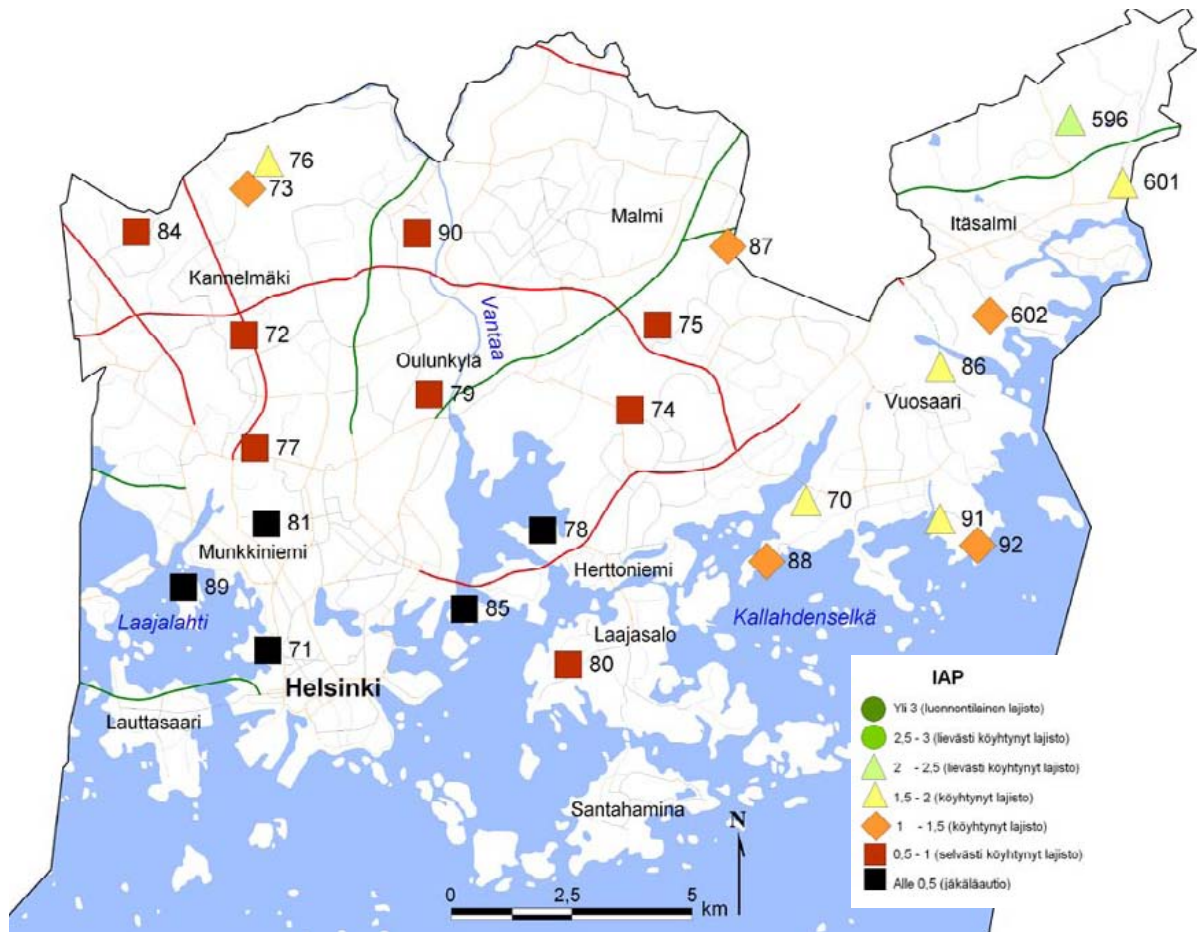 596
76
601
73
Malmi
84
90
Itäsalmi
87
Kannelmäki
Vantaa
602
75
72
Oulunkylä
86
79
Vuosaari
74
77
70
81
78
91
Munkkiniemi
92
Herttoniemi
88
89
85
Laajalahti
Kallahdenselkä
Laajasalo
71
80
Helsinki
Lauttasaari
Santahamina
N
0 2,5 5
km
IAP
Yli 3 (luonnontilainen lajisto)
2,5 - 3 (lievästi köyhtynyt lajisto)
2 - 2,5 (lievästi köyhtynyt lajisto)
1,5 - 2 (köyhtynyt lajisto)
1 - 1,5 (köyhtynyt lajisto)
0,5 - 1 (selvästi köyhtynyt lajisto)
Alle 0,5 (jäkäläautio)